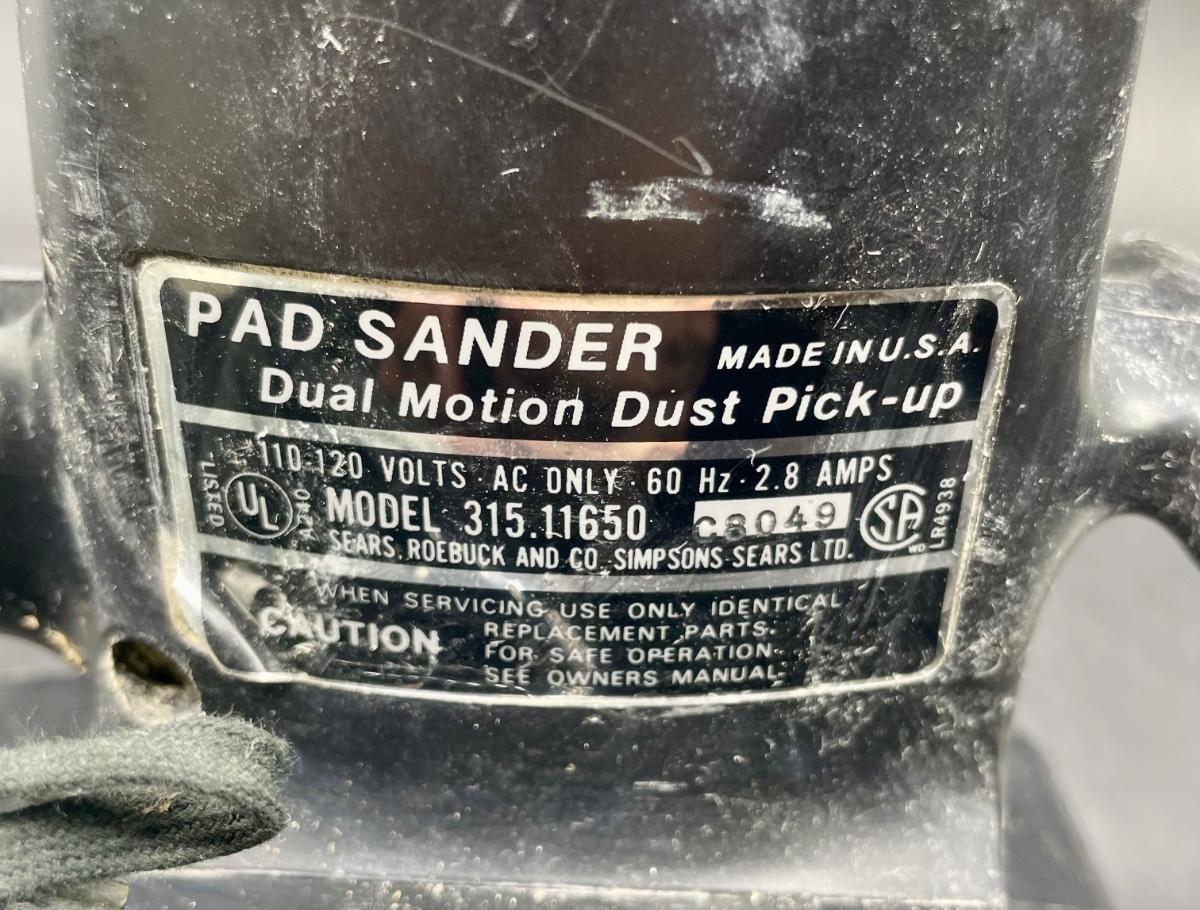 PAD SANDER MADE IN U.S.A.
Dual Motion Dust Pick-up
110-120 VOLTS · AC ONLY · 60 Hz · 2.8 AMPS
LISTED UL A240 MODEL 315.11650 C8049 SA LR4938
WD
SEARS, ROEBUCK AND CO.-SIMPSONS-SEARS LTD.
WHEN SERVICING USE ONLY IDENTICAL
CAUTION REPLACEMENT PARTS.
FOR SAFE OPERATION
SEE OWNERS MANUAL